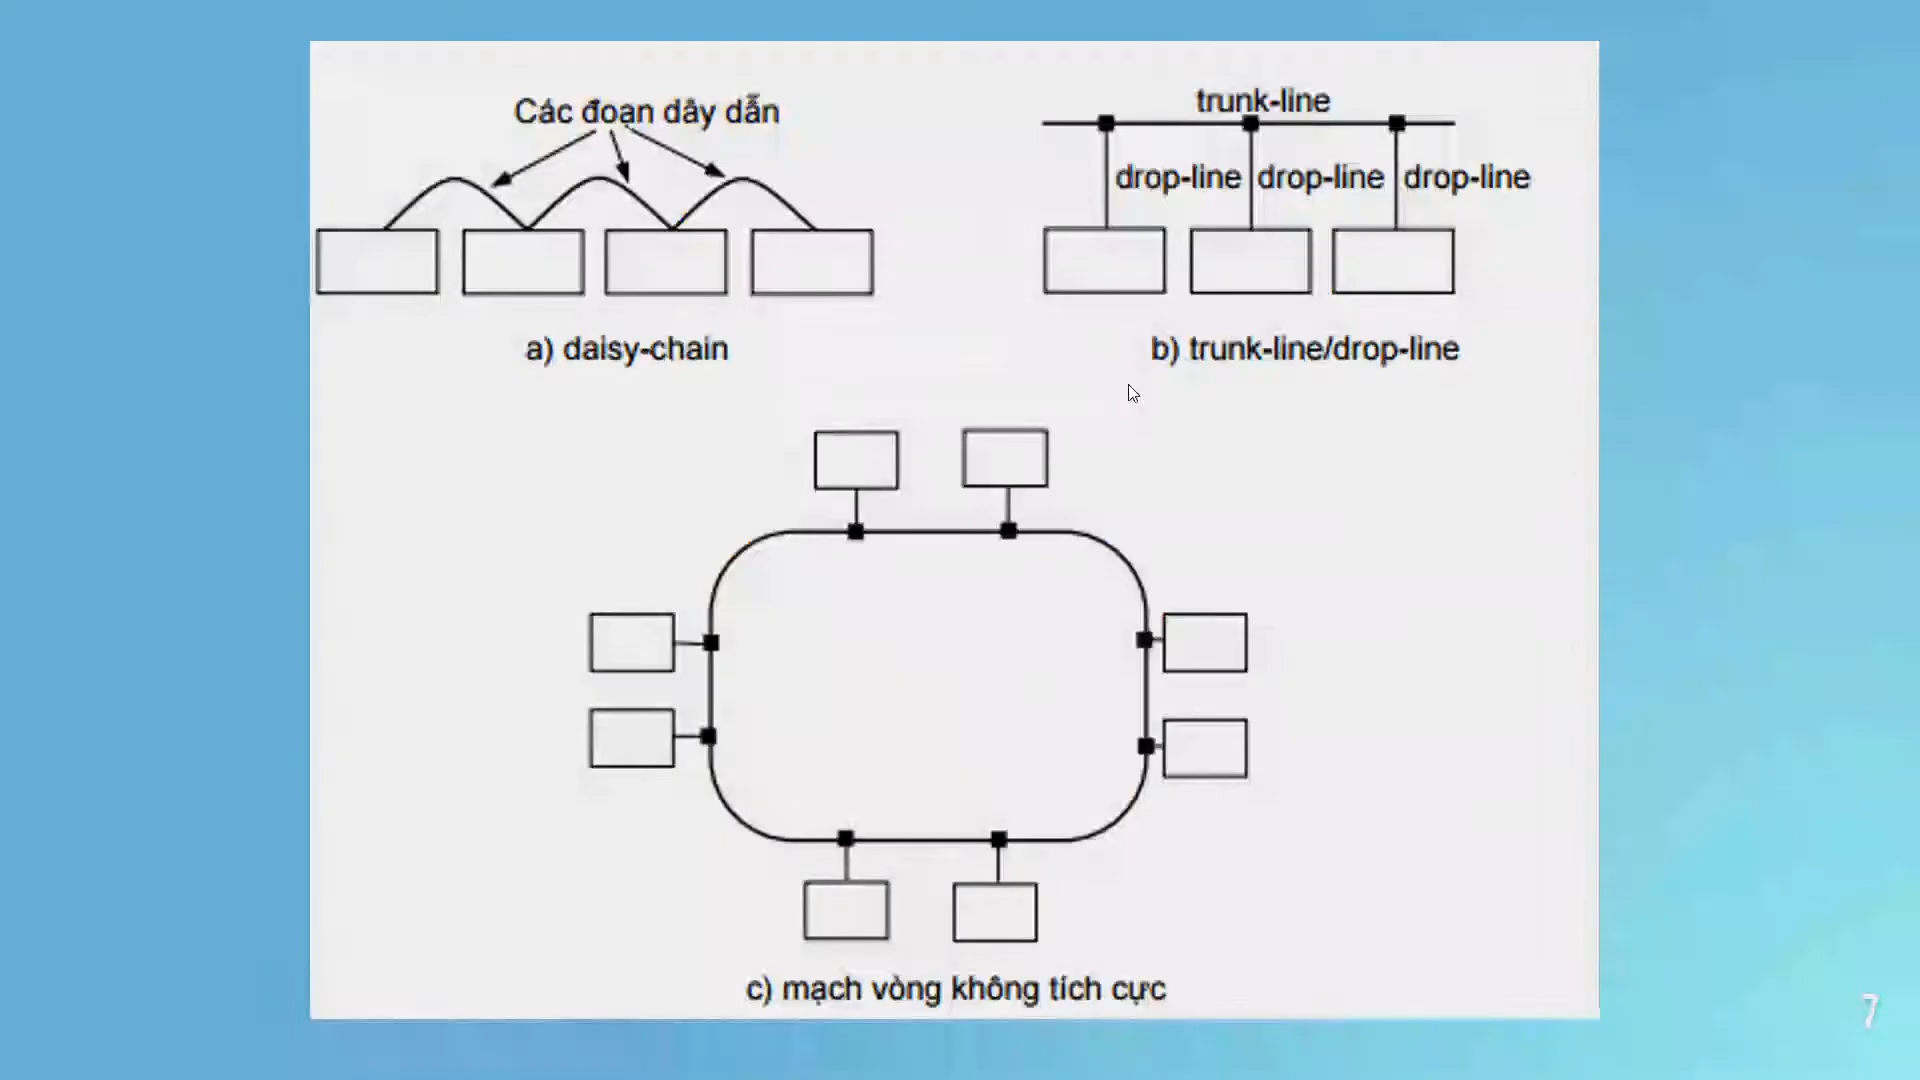 Các đoạn dây dẫn
trunk-line
drop-line drop-line drop-line
a) daisy-chain
b) trunk-line/drop-line
c) mạch vòng không tích cực
7